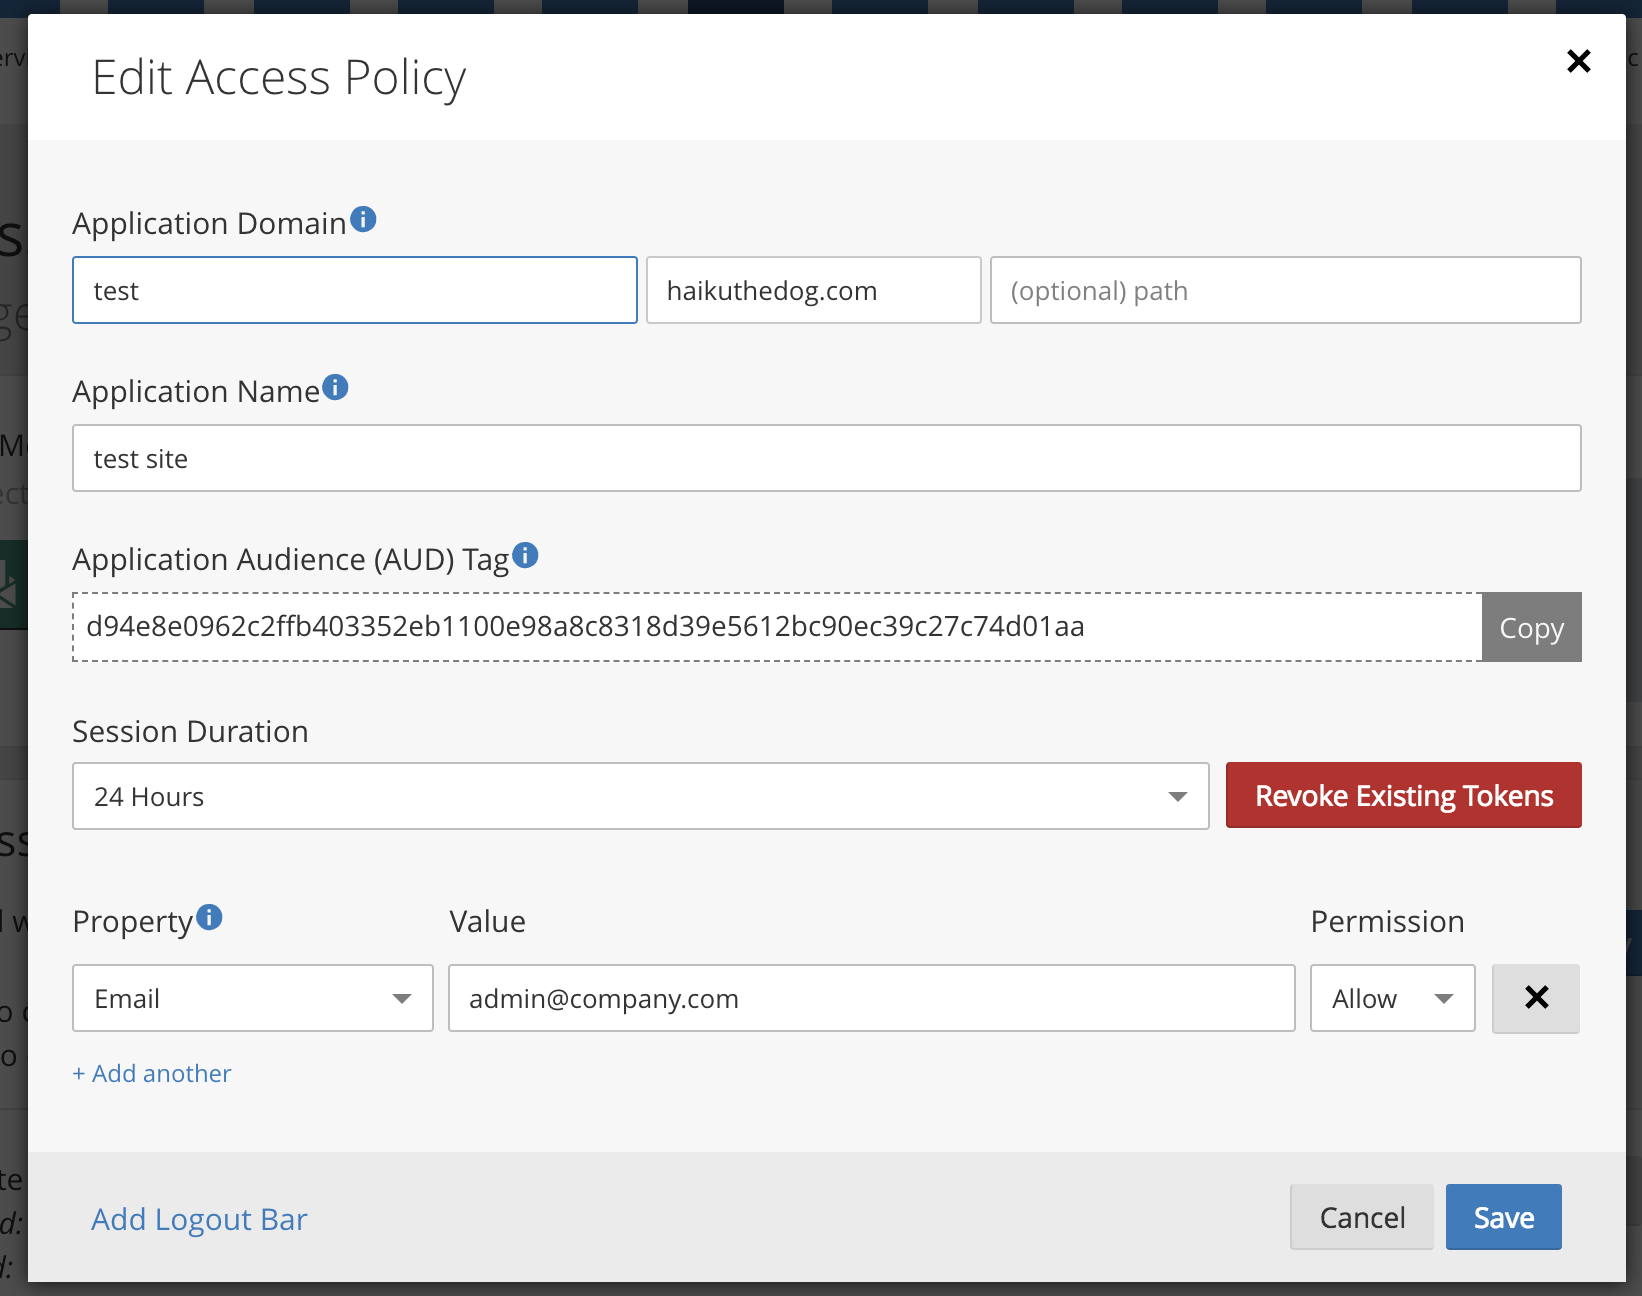 Edit Access Policy
Application Domain
test
haikuthedog.com
(optional) path
Application Name
test site
Application Audience (AUD) Tag
d94e8e0962c2ffb403352eb1100e98a8c8318d39e5612bc90ec39c27c74d01aa
Copy
Session Duration
24 Hours
Revoke Existing Tokens
Property
Value
Permission
Email
admin@company.com
Allow
+ Add another
Add Logout Bar
Cancel
Save